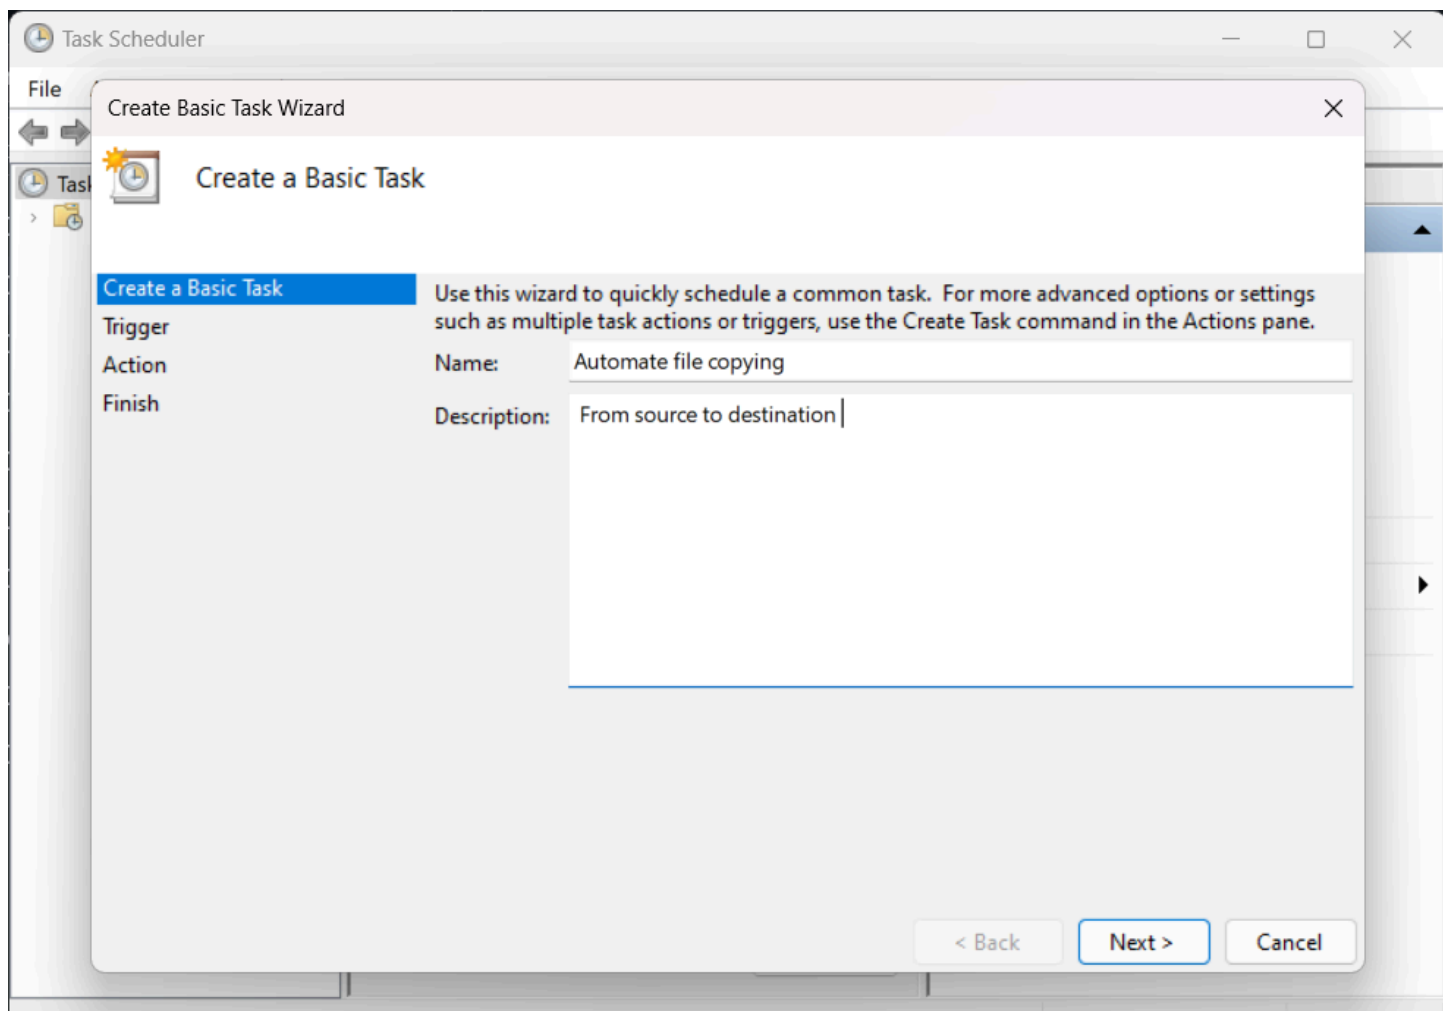 Task Scheduler
File
Create Basic Task Wizard
Create a Basic Task
Create a Basic Task
Trigger
Action
Finish
Use this wizard to quickly schedule a common task. For more advanced options or settings
such as multiple task actions or triggers, use the Create Task command in the Actions pane.
Name: Automate file copying
Description: From source to destination
< Back Next > Cancel